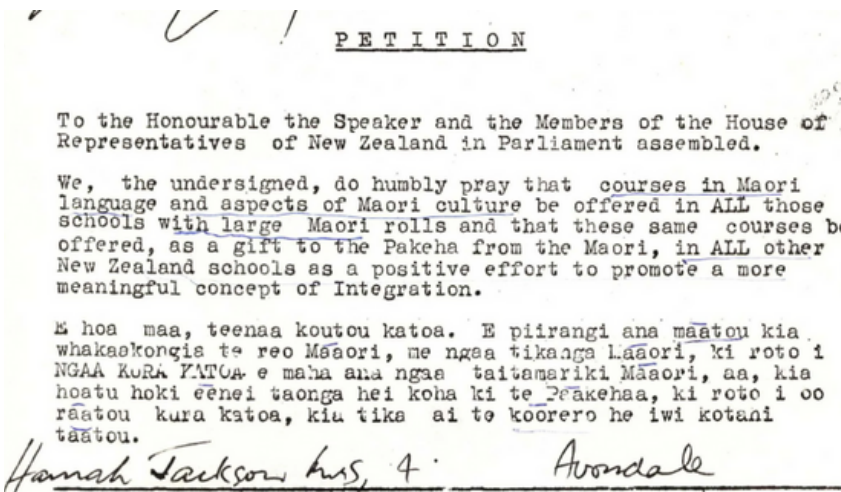 PETITION
To the Honourable the Speaker and the Members of the House of
Representatives of New Zealand in Parliament assembled.
We, the undersigned, do humbly pray that courses in Maori
language and aspects of Maori culture be offered in ALL those
schools with large Maori rolls and that these same courses be
offered, as a gift to the Pakeha from the Maori, in ALL other
New Zealand schools as a positive effort to promote a more
meaningful concept of Integration.
E hoa maa, teenaa koutou katoa. E piirangi ana maatou kia
whakaakongia te reo Maaori, me ngaa tikanga Maaori, ki roto i
NGAA KURA KATOA e maha ana ngaa taitamariki Maaori, aa, kia
hoatu hoki eenei taonga hei koha ki te Paakehaa, ki roto i oo
raatou kura katoa, kia tika ai te koorero he iwi kotahi
taatou.
Hannah Jackson 4. Avondale